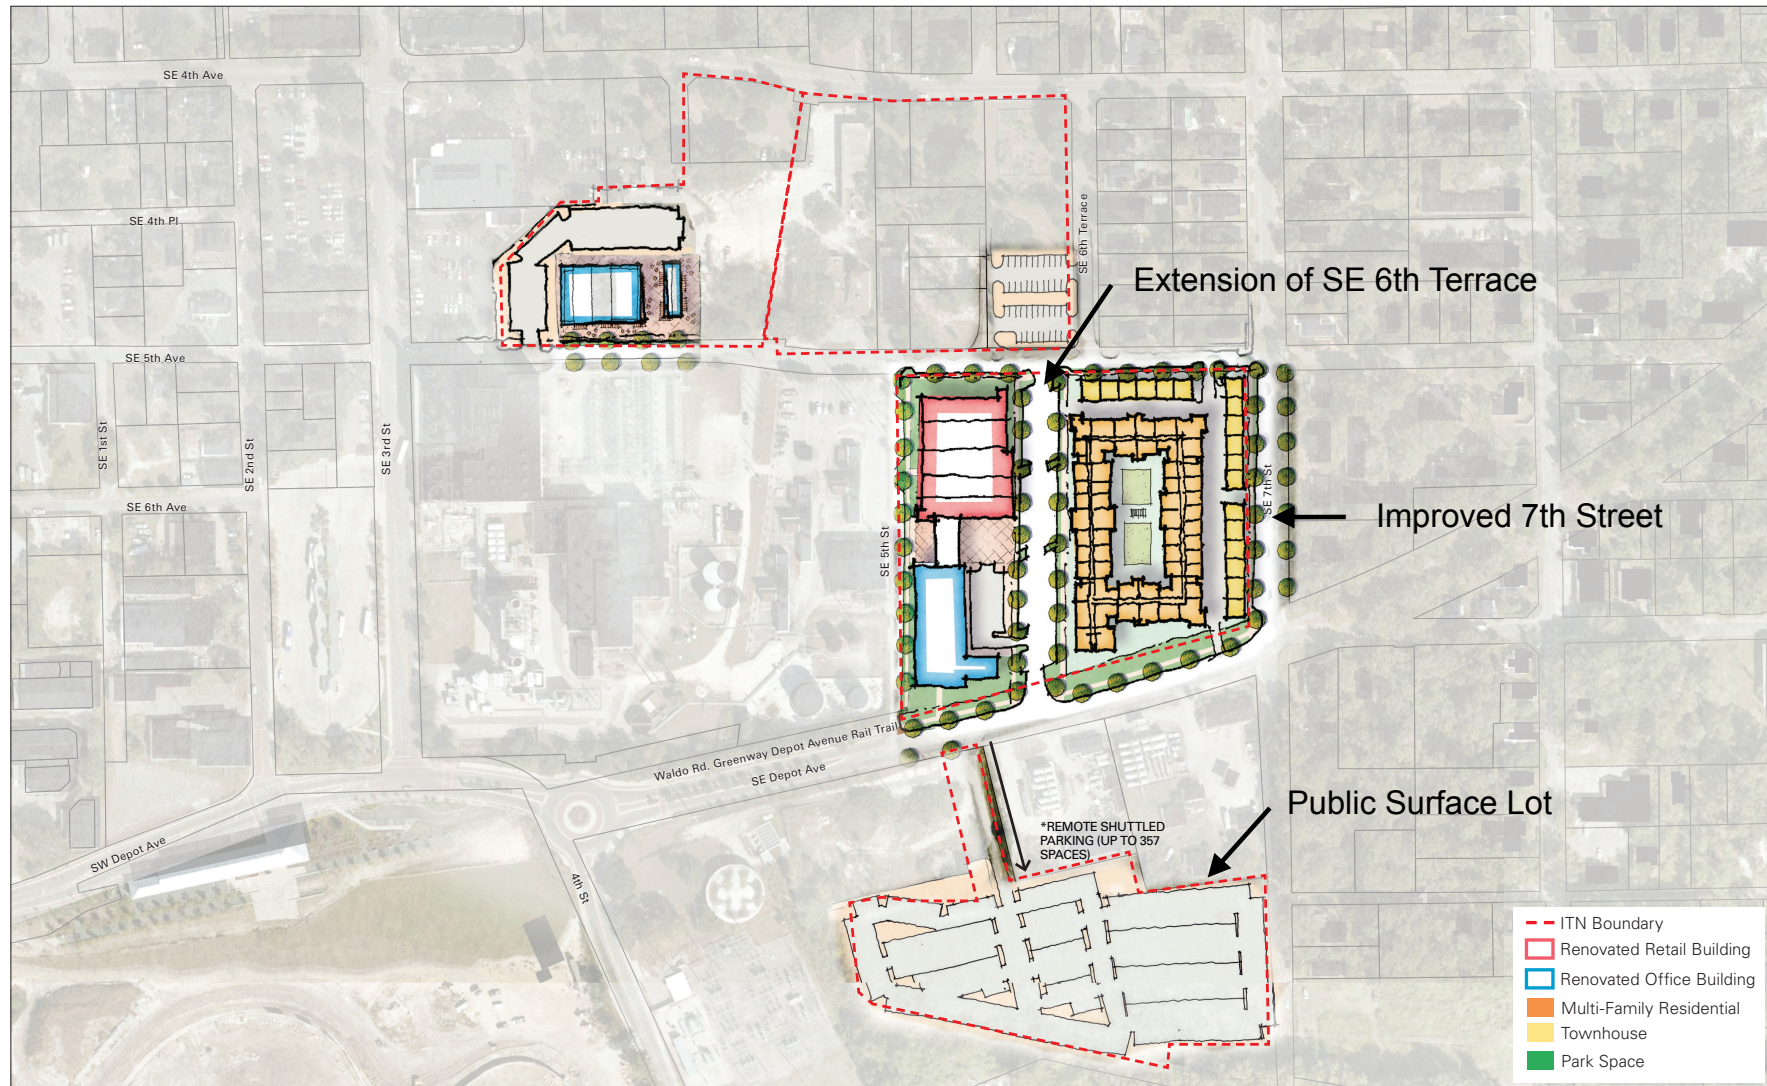 SE 4th Ave
SE 4th Pl
SE 6th Terrace
Extension of SE 6th Terrace
SE 5th Ave
SE 1st St
SE 2nd St
SE 3rd St
SE 7th St
SE 6th Ave
Improved 7th Street
SE 5th St
Waldo Rd. Greenway Depot Avenue Rail Trail
SE Depot Ave
Public Surface Lot
*REMOTE SHUTTLED
PARKING (UP TO 357
SPACES)
SW Depot Ave
4th St
ITN Boundary
Renovated Retail Building
Renovated Office Building
Multi-Family Residential
Townhouse
Park Space